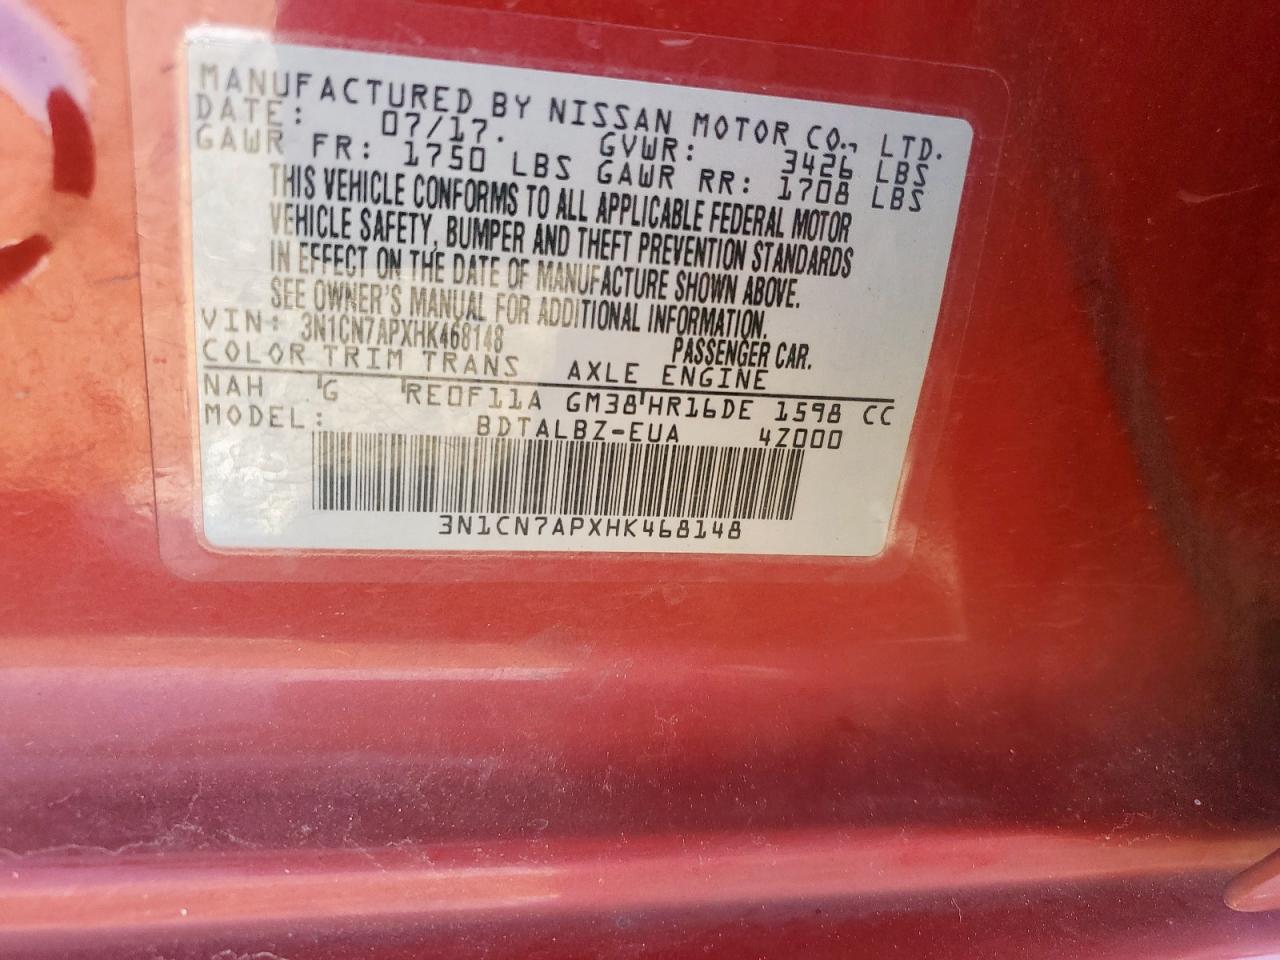 MANUFACTURED BY NISSAN MOTOR CO., LTD.
DATE: 07/17. GVWR: 3426 LBS
GAWR FR: 1750 LBS GAWR RR: 1708 LBS
THIS VEHICLE CONFORMS TO ALL APPLICABLE FEDERAL MOTOR
VEHICLE SAFETY, BUMPER AND THEFT PREVENTION STANDARDS
IN EFFECT ON THE DATE OF MANUFACTURE SHOWN ABOVE.
SEE OWNER'S MANUAL FOR ADDITIONAL INFORMATION.
VIN: 3N1CN7APXHK468148 PASSENGER CAR.
COLOR TRIM TRANS AXLE ENGINE
NAH G RE0F11A GM38 HR16DE 1598 CC
MODEL: BDTALBZ-EUA 4Z000
3N1CN7APXHK468148